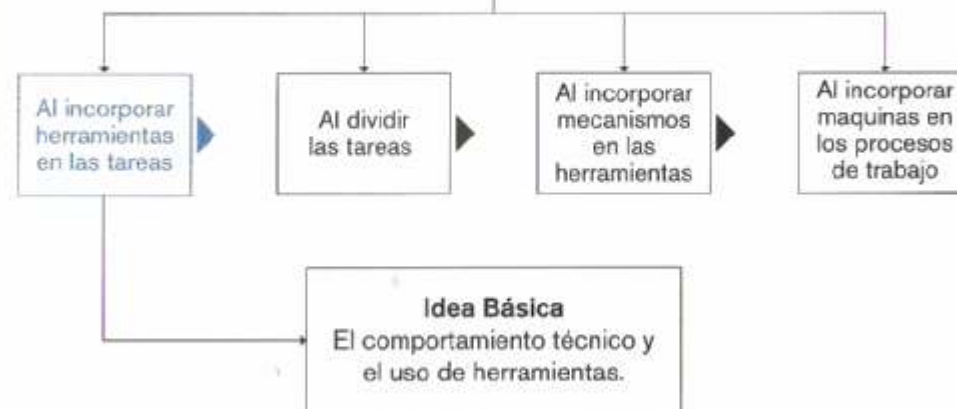 Al incorporar
herramientas
en las tareas
Al dividir
las tareas
Al incorporar
mecanismos
en las
herramientas
Al incorporar
maquinas en
los procesos
de trabajo
Idea Básica
El comportamiento técnico y
el uso de herramientas.